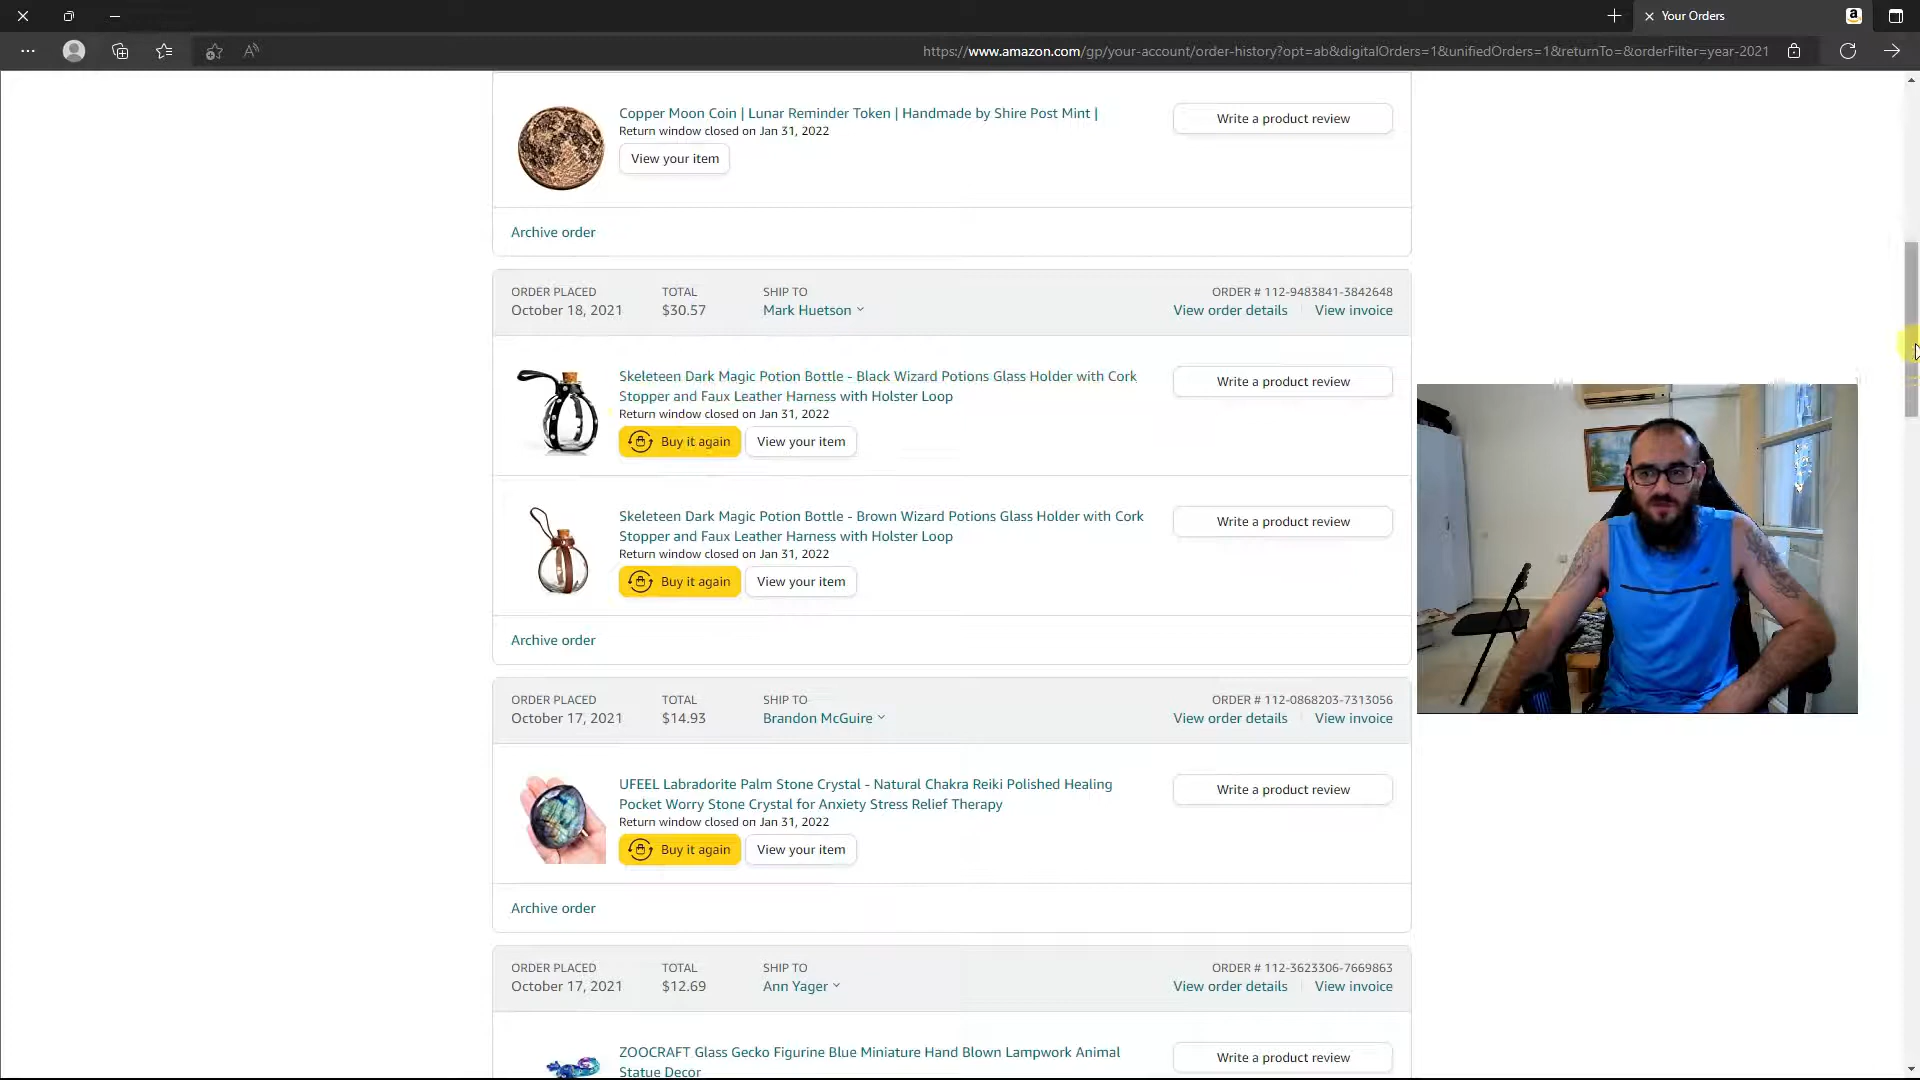 Your Orders
https://www.amazon.com/gp/your-account/order-history?opt=ab&digitalOrders=1&unifiedOrders=1&returnTo=&orderFilter=year-2021
Copper Moon Coin | Lunar Reminder Token | Handmade by Shire Post Mint |
Return window closed on Jan 31, 2022
View your item
Write a product review
Archive order
ORDER PLACED TOTAL SHIP TO ORDER # 112-9483841-3842648
October 18, 2021 $30.57 Mark Huetson View order details View invoice
Skeleteen Dark Magic Potion Bottle - Black Wizard Potions Glass Holder with Cork
Stopper and Faux Leather Harness with Holster Loop
Return window closed on Jan 31, 2022
Buy it again View your item
Write a product review
Skeleteen Dark Magic Potion Bottle - Brown Wizard Potions Glass Holder with Cork
Stopper and Faux Leather Harness with Holster Loop
Return window closed on Jan 31, 2022
Buy it again View your item
Write a product review
Archive order
ORDER PLACED TOTAL SHIP TO ORDER # 112-0868203-7313056
October 17, 2021 $14.93 Brandon McGuire View order details View invoice
UFEEL Labradorite Palm Stone Crystal - Natural Chakra Reiki Polished Healing
Pocket Worry Stone Crystal for Anxiety Stress Relief Therapy
Return window closed on Jan 31, 2022
Buy it again View your item
Write a product review
Archive order
ORDER PLACED TOTAL SHIP TO ORDER # 112-3623306-7669863
October 17, 2021 $12.69 Ann Yager View order details View invoice
ZOOCRAFT Glass Gecko Figurine Blue Miniature Hand Blown Lampwork Animal
Statue Decor
Write a product review